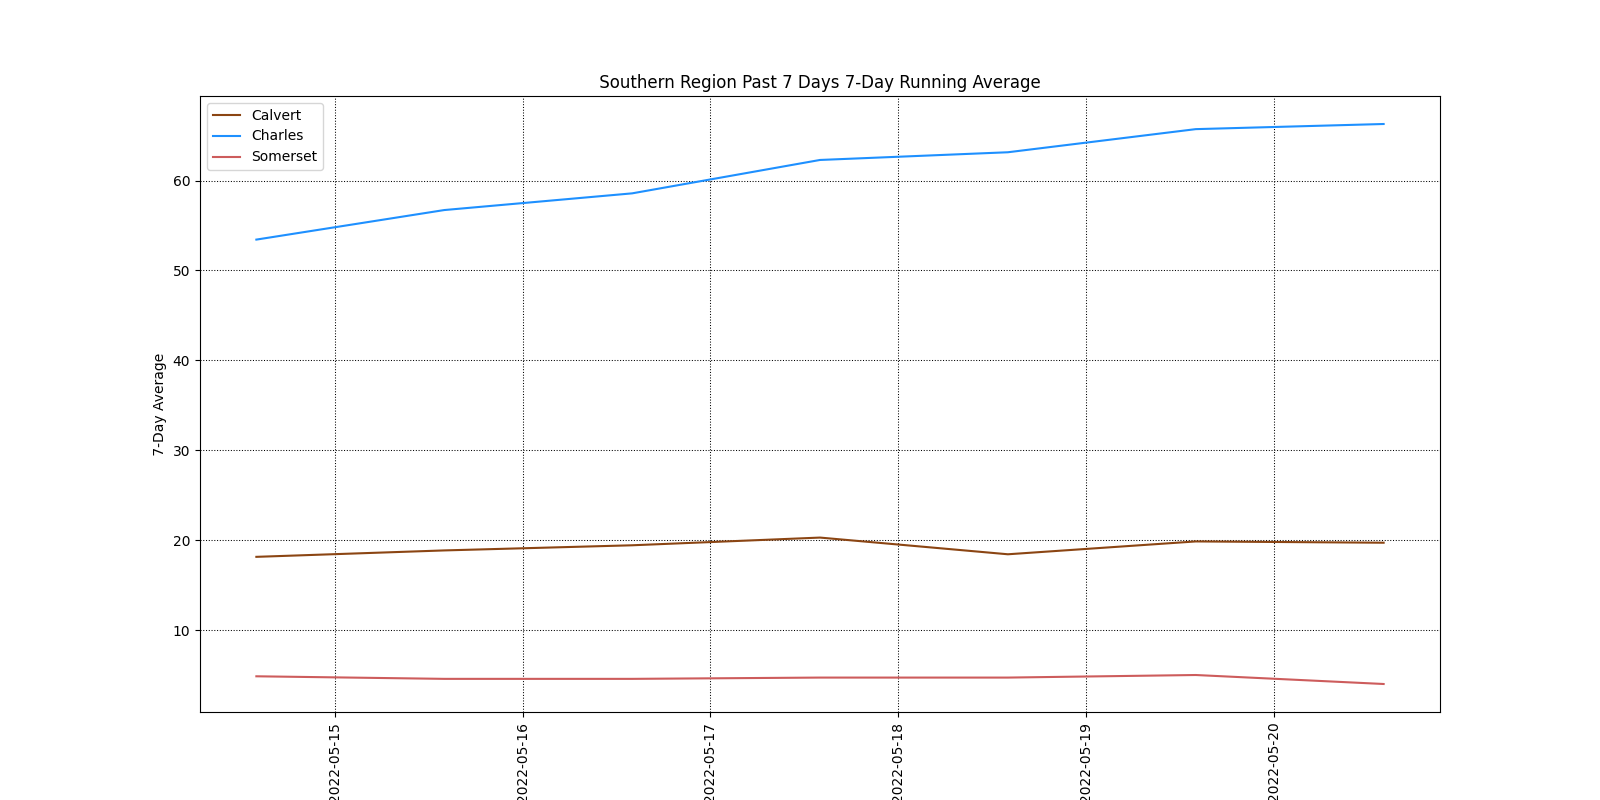 Southern Region Past 7 Days 7-Day Running Average
Calvert
Charles
Somerset
60
50
40
30
20
10
7-Day Average
2022-05-15
2022-05-16
2022-05-17
2022-05-18
2022-05-19
2022-05-20